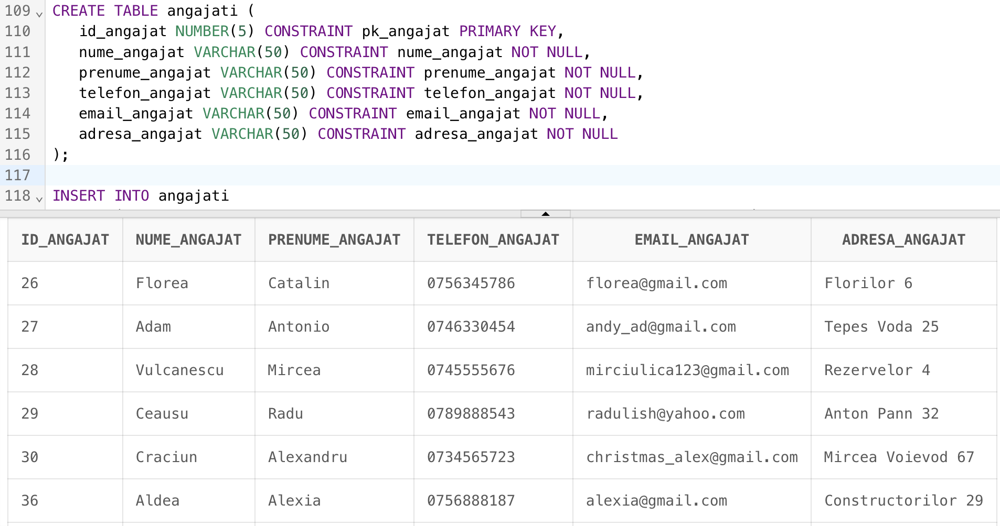 109 CREATE TABLE angajati (
110 id_angajat NUMBER(5) CONSTRAINT pk_angajat PRIMARY KEY,
111 nume_angajat VARCHAR(50) CONSTRAINT nume_angajat NOT NULL,
112 prenume_angajat VARCHAR(50) CONSTRAINT prenume_angajat NOT NULL,
113 telefon_angajat VARCHAR(50) CONSTRAINT telefon_angajat NOT NULL,
114 email_angajat VARCHAR(50) CONSTRAINT email_angajat NOT NULL,
115 adresa_angajat VARCHAR(50) CONSTRAINT adresa_angajat NOT NULL
116 );
117
118 INSERT INTO angajati
ID_ANGAJAT NUME_ANGAJAT PRENUME_ANGAJAT TELEFON_ANGAJAT EMAIL_ANGAJAT ADRESA_ANGAJAT
26 Florea Catalin 0756345786 florea@gmail.com Florilor 6
27 Adam Antonio 0746330454 andy_ad@gmail.com Tepes Voda 25
28 Vulcanescu Mircea 0745555676 mirciulica123@gmail.com Rezervelor 4
29 Ceausu Radu 0789888543 radulish@yahoo.com Anton Pann 32
30 Craciun Alexandru 0734565723 christmas_alex@gmail.com Mircea Voievod 67
36 Aldea Alexia 0756888187 alexia@gmail.com Constructorilor 29